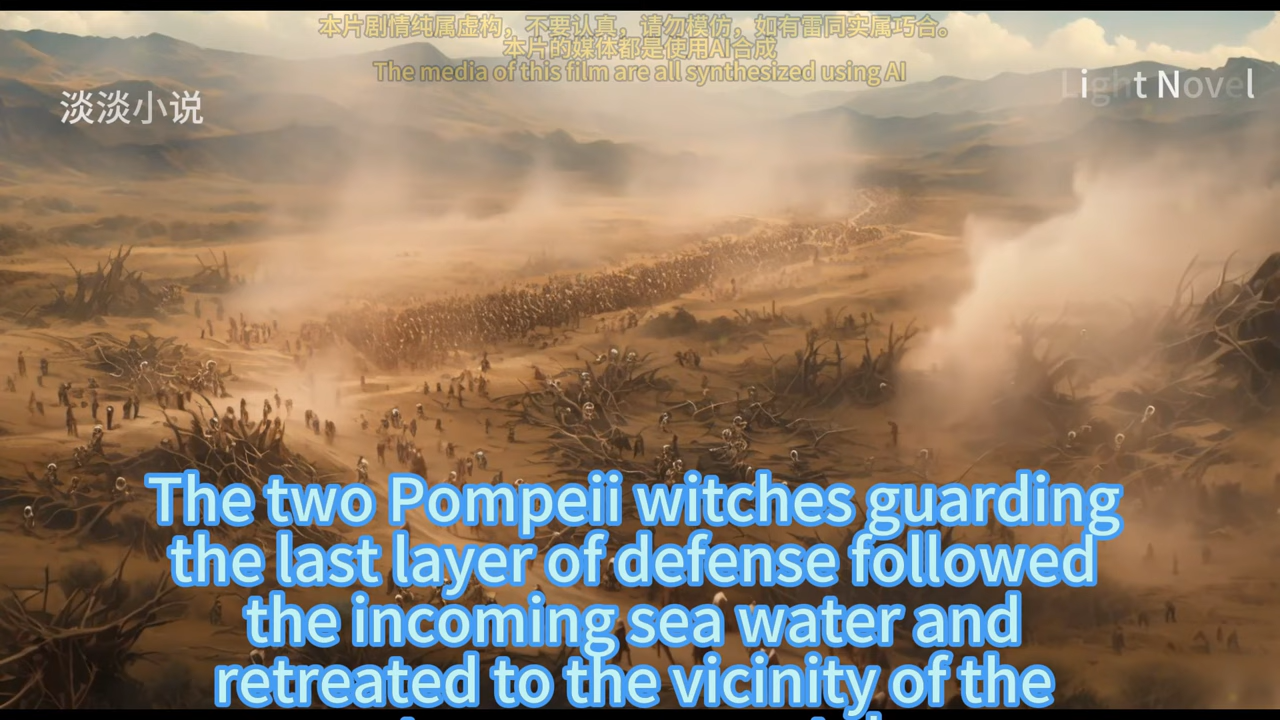 本片剧情纯属虚构，不要认真，请勿模仿，如有雷同实属巧合。
本片的媒体都是使用AI合成
The media of this film are all synthesized using AI
淡淡小说
Light Novel
The two Pompeii witches guarding
the last layer of defense followed
the incoming sea water and
retreated to the vicinity of the